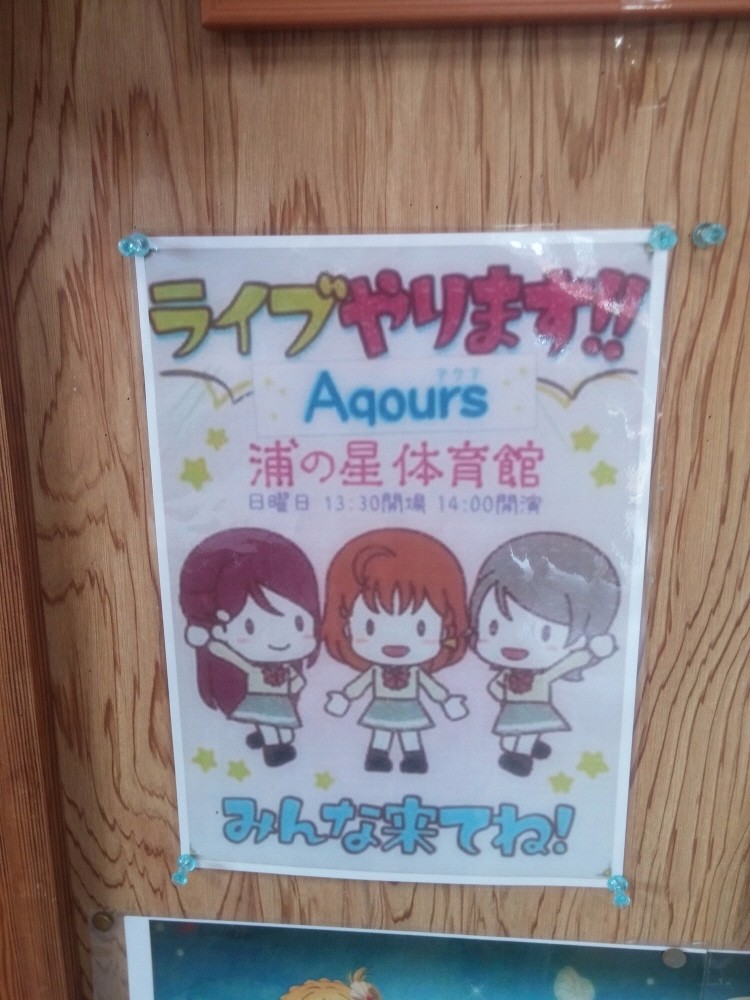 ライブやります!!
アクア
Aqours
浦の星体育館
日曜日 13:30開場 14:00開演
みんな来てね!